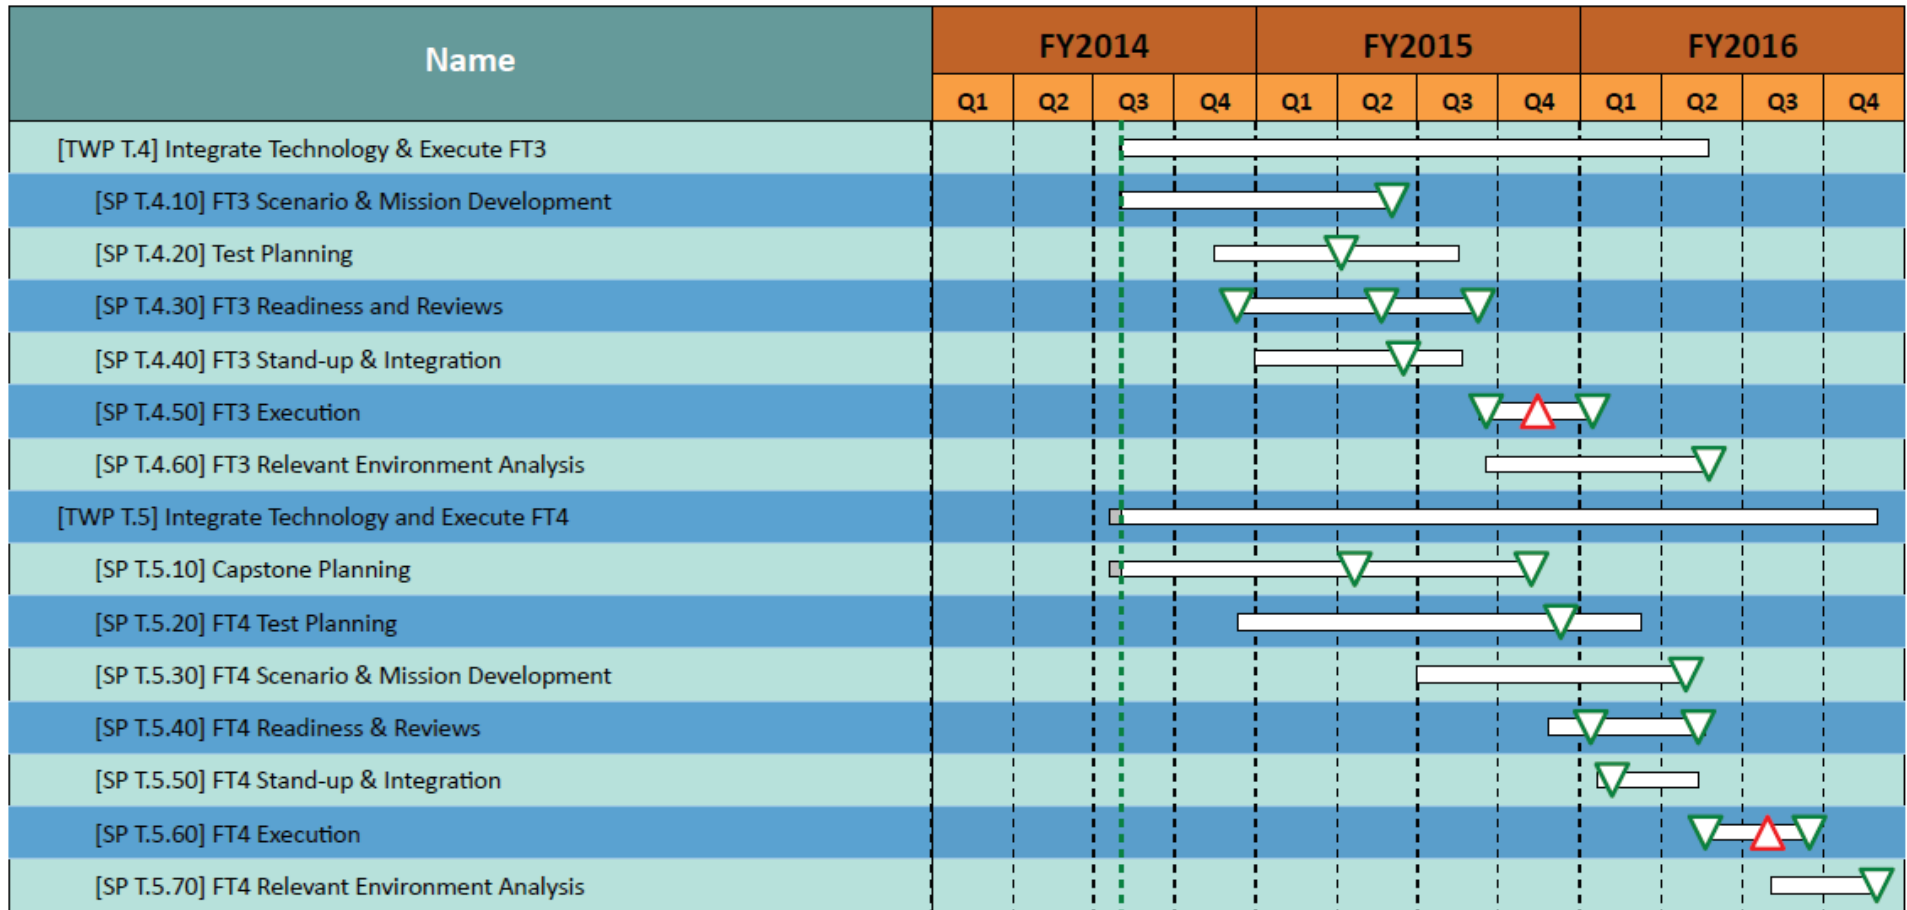 Name
FY2014 FY2015 FY2016
Q1 Q2 Q3 Q4 Q1 Q2 Q3 Q4 Q1 Q2 Q3 Q4
[TWP T.4] Integrate Technology & Execute FT3
[SP T.4.10] FT3 Scenario & Mission Development
[SP T.4.20] Test Planning
[SP T.4.30] FT3 Readiness and Reviews
[SP T.4.40] FT3 Stand-up & Integration
[SP T.4.50] FT3 Execution
[SP T.4.60] FT3 Relevant Environment Analysis
[TWP T.5] Integrate Technology and Execute FT4
[SP T.5.10] Capstone Planning
[SP T.5.20] FT4 Test Planning
[SP T.5.30] FT4 Scenario & Mission Development
[SP T.5.40] FT4 Readiness & Reviews
[SP T.5.50] FT4 Stand-up & Integration
[SP T.5.60] FT4 Execution
[SP T.5.70] FT4 Relevant Environment Analysis